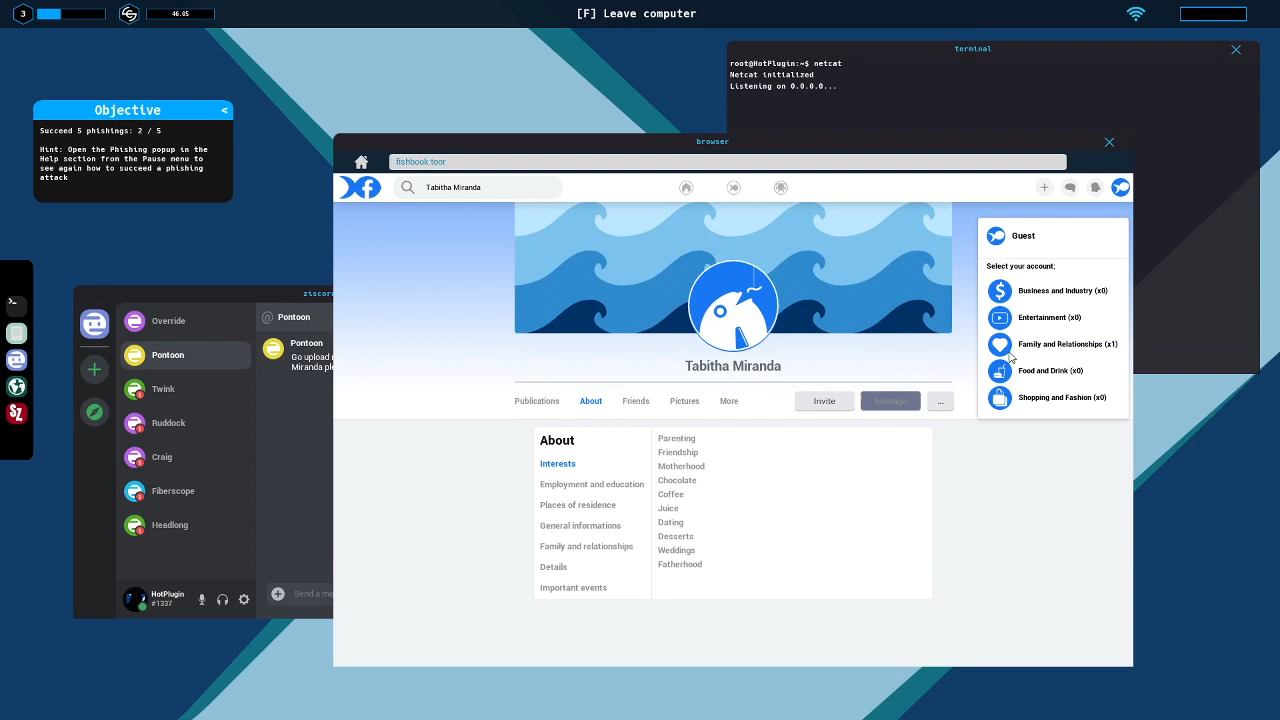 3
46.05
[F] Leave computer
terminal
root@HotPlugin:~$ netcat
Netcat initialized
Listening on 0.0.0.0...
Objective
<
Succeed 5 phishings: 2 / 5
Hint: Open the Phishing popup in the
Help section from the Pause menu to
see again how to succeed a phishing
attack
browser
fishbook.toor
Tabitha Miranda
Guest
Select your account:
Business and Industry (x0)
Entertainment (x0)
Family and Relationships (x1)
Food and Drink (x0)
Shopping and Fashion (x0)
Tabitha Miranda
Publications
About
Friends
Pictures
More
Invite
Message
...
About
Interests
Employment and education
Places of residence
General informations
Family and relationships
Details
Important events
Parenting
Friendship
Motherhood
Chocolate
Coffee
Juice
Dating
Desserts
Weddings
Fatherhood
ziscord
Override
Pontoon
Twink
Ruddock
Craig
Fiberscope
Headlong
HotPlugin
#1337
@ Pontoon
Pontoon
Go upload
Miranda ple
Send a me